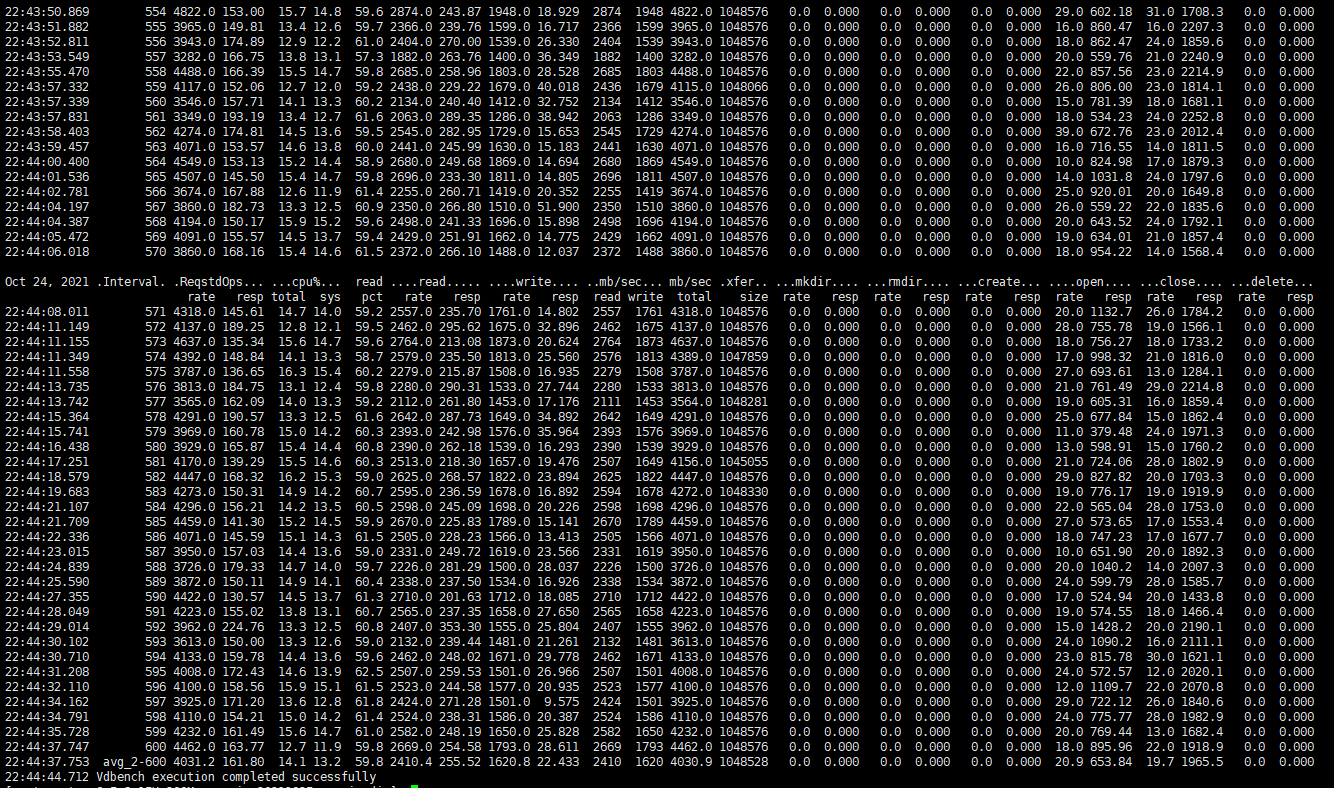 22:43:50.869 554 4822.0 153.00 15.7 14.8 59.6 2874.0 243.87 1948.0 18.929 2874 1948 4822.0 1048576 0.0 0.000 0.0 0.000 0.0 0.000 29.0 602.18 31.0 1708.3 0.0 0.000
22:43:51.882 555 3965.0 149.81 13.4 12.6 59.7 2366.0 239.76 1599.0 16.717 2366 1599 3965.0 1048576 0.0 0.000 0.0 0.000 0.0 0.000 16.0 860.47 16.0 2207.3 0.0 0.000
22:43:52.811 556 3943.0 174.89 12.9 12.2 61.0 2404.0 270.00 1539.0 26.330 2404 1539 3943.0 1048576 0.0 0.000 0.0 0.000 0.0 0.000 18.0 862.47 24.0 1859.6 0.0 0.000
22:43:53.549 557 3282.0 166.75 13.8 13.1 57.3 1882.0 263.76 1400.0 36.349 1882 1400 3282.0 1048576 0.0 0.000 0.0 0.000 0.0 0.000 20.0 559.76 21.0 2240.9 0.0 0.000
22:43:55.470 558 4488.0 166.39 15.5 14.7 59.8 2685.0 258.96 1803.0 28.528 2685 1803 4488.0 1048576 0.0 0.000 0.0 0.000 0.0 0.000 22.0 857.56 23.0 2214.9 0.0 0.000
22:43:57.332 559 4117.0 152.06 12.7 12.0 59.2 2438.0 229.22 1679.0 40.018 2436 1679 4115.0 1048066 0.0 0.000 0.0 0.000 0.0 0.000 26.0 806.00 23.0 1814.1 0.0 0.000
22:43:57.339 560 3546.0 157.71 14.1 13.3 60.2 2134.0 240.40 1412.0 32.752 2134 1412 3546.0 1048576 0.0 0.000 0.0 0.000 0.0 0.000 15.0 781.39 18.0 1681.1 0.0 0.000
22:43:57.831 561 3349.0 193.19 13.4 12.7 61.6 2063.0 289.35 1286.0 38.942 2063 1286 3349.0 1048576 0.0 0.000 0.0 0.000 0.0 0.000 18.0 534.23 24.0 2252.8 0.0 0.000
22:43:58.403 562 4274.0 174.81 14.5 13.6 59.5 2545.0 282.95 1729.0 15.653 2545 1729 4274.0 1048576 0.0 0.000 0.0 0.000 0.0 0.000 39.0 672.76 23.0 2012.4 0.0 0.000
22:43:59.457 563 4071.0 153.57 14.6 13.8 60.0 2441.0 245.99 1630.0 15.183 2441 1630 4071.0 1048576 0.0 0.000 0.0 0.000 0.0 0.000 16.0 716.55 14.0 1811.5 0.0 0.000
22:44:00.400 564 4549.0 153.13 15.2 14.4 58.9 2680.0 249.68 1869.0 14.694 2680 1869 4549.0 1048576 0.0 0.000 0.0 0.000 0.0 0.000 10.0 824.98 17.0 1879.3 0.0 0.000
22:44:01.536 565 4507.0 145.50 15.4 14.7 59.8 2696.0 233.30 1811.0 14.805 2696 1811 4507.0 1048576 0.0 0.000 0.0 0.000 0.0 0.000 14.0 1031.8 24.0 1797.6 0.0 0.000
22:44:02.781 566 3674.0 167.88 12.6 11.9 61.4 2255.0 260.71 1419.0 20.352 2255 1419 3674.0 1048576 0.0 0.000 0.0 0.000 0.0 0.000 26.0 920.01 20.0 1649.8 0.0 0.000
22:44:04.197 567 3860.0 182.73 13.3 12.5 60.9 2350.0 266.80 1510.0 51.900 2350 1510 3860.0 1048576 0.0 0.000 0.0 0.000 0.0 0.000 26.0 559.22 22.0 1835.6 0.0 0.000
22:44:04.387 568 4194.0 150.17 15.9 15.2 59.6 2498.0 241.33 1696.0 15.898 2498 1696 4194.0 1048576 0.0 0.000 0.0 0.000 0.0 0.000 20.0 643.52 24.0 1792.1 0.0 0.000
22:44:05.472 569 4091.0 155.57 14.5 13.7 59.4 2429.0 251.91 1662.0 14.775 2429 1662 4091.0 1048576 0.0 0.000 0.0 0.000 0.0 0.000 19.0 634.01 21.0 1857.4 0.0 0.000
22:44:06.018 570 3860.0 168.16 15.4 14.6 61.5 2372.0 266.10 1488.0 12.037 2372 1488 3860.0 1048576 0.0 0.000 0.0 0.000 0.0 0.000 18.0 954.22 14.0 1568.4 0.0 0.000
Oct 24, 2021 .Interval. .ReqstdOps... ...cpu%... read ....read..... ....write.... ..mb/sec... mb/sec .xfer.. ...mkdir.... ...rmdir.... ...create... ....open.... ...close.... ...delete...
rate resp total sys pct rate resp rate resp read write total size rate resp rate resp rate resp rate resp rate resp rate resp
22:44:08.011 571 4318.0 145.61 14.7 14.0 59.2 2557.0 235.70 1761.0 14.802 2557 1761 4318.0 1048576 0.0 0.000 0.0 0.000 0.0 0.000 20.0 1132.7 26.0 1784.2 0.0 0.000
22:44:11.149 572 4137.0 189.25 12.8 12.1 59.5 2462.0 295.62 1675.0 32.896 2462 1675 4137.0 1048576 0.0 0.000 0.0 0.000 0.0 0.000 28.0 755.78 19.0 1566.1 0.0 0.000
22:44:11.155 573 4637.0 135.34 15.6 14.7 59.6 2764.0 213.08 1873.0 20.624 2764 1873 4637.0 1048576 0.0 0.000 0.0 0.000 0.0 0.000 18.0 756.27 18.0 1733.2 0.0 0.000
22:44:11.349 574 4392.0 148.84 14.1 13.3 58.7 2579.0 235.50 1813.0 25.560 2576 1813 4389.0 1047859 0.0 0.000 0.0 0.000 0.0 0.000 17.0 998.32 21.0 1816.0 0.0 0.000
22:44:11.558 575 3787.0 136.65 16.3 15.4 60.2 2279.0 215.87 1508.0 16.935 2279 1508 3787.0 1048576 0.0 0.000 0.0 0.000 0.0 0.000 27.0 693.61 13.0 1284.1 0.0 0.000
22:44:13.735 576 3813.0 184.75 13.1 12.4 59.8 2280.0 290.31 1533.0 27.744 2280 1533 3813.0 1048576 0.0 0.000 0.0 0.000 0.0 0.000 21.0 761.49 29.0 2214.8 0.0 0.000
22:44:13.742 577 3565.0 162.09 14.0 13.3 59.2 2112.0 261.80 1453.0 17.176 2111 1453 3564.0 1048281 0.0 0.000 0.0 0.000 0.0 0.000 19.0 605.31 16.0 1859.4 0.0 0.000
22:44:15.364 578 4291.0 190.57 13.3 12.5 61.6 2642.0 287.73 1649.0 34.892 2642 1649 4291.0 1048576 0.0 0.000 0.0 0.000 0.0 0.000 25.0 677.84 15.0 1862.4 0.0 0.000
22:44:15.741 579 3969.0 160.78 15.0 14.2 60.3 2393.0 242.98 1576.0 35.964 2393 1576 3969.0 1048576 0.0 0.000 0.0 0.000 0.0 0.000 11.0 379.48 24.0 1971.3 0.0 0.000
22:44:16.438 580 3929.0 165.87 15.4 14.4 60.8 2390.0 262.18 1539.0 16.293 2390 1539 3929.0 1048576 0.0 0.000 0.0 0.000 0.0 0.000 13.0 598.91 15.0 1760.2 0.0 0.000
22:44:17.251 581 4170.0 139.29 15.5 14.6 60.3 2513.0 218.30 1657.0 19.476 2507 1649 4156.0 1045055 0.0 0.000 0.0 0.000 0.0 0.000 21.0 724.06 28.0 1802.9 0.0 0.000
22:44:18.579 582 4447.0 168.32 16.2 15.3 59.0 2625.0 268.57 1822.0 23.894 2625 1822 4447.0 1048576 0.0 0.000 0.0 0.000 0.0 0.000 29.0 827.82 20.0 1703.3 0.0 0.000
22:44:19.683 583 4273.0 150.31 14.9 14.2 60.7 2595.0 236.59 1678.0 16.892 2594 1678 4272.0 1048330 0.0 0.000 0.0 0.000 0.0 0.000 19.0 776.17 19.0 1919.9 0.0 0.000
22:44:21.107 584 4296.0 156.21 14.2 13.5 60.5 2598.0 245.09 1698.0 20.226 2598 1698 4296.0 1048576 0.0 0.000 0.0 0.000 0.0 0.000 22.0 565.04 28.0 1753.0 0.0 0.000
22:44:21.709 585 4459.0 141.30 15.2 14.5 59.9 2670.0 225.83 1789.0 15.141 2670 1789 4459.0 1048576 0.0 0.000 0.0 0.000 0.0 0.000 27.0 573.65 17.0 1553.4 0.0 0.000
22:44:22.336 586 4071.0 145.59 15.1 14.3 61.5 2505.0 228.23 1566.0 13.413 2505 1566 4071.0 1048576 0.0 0.000 0.0 0.000 0.0 0.000 18.0 747.23 17.0 1677.7 0.0 0.000
22:44:23.015 587 3950.0 157.03 14.4 13.6 59.0 2331.0 249.72 1619.0 23.566 2331 1619 3950.0 1048576 0.0 0.000 0.0 0.000 0.0 0.000 10.0 651.90 20.0 1892.3 0.0 0.000
22:44:24.839 588 3726.0 179.33 14.7 14.0 59.7 2226.0 281.29 1500.0 28.037 2226 1500 3726.0 1048576 0.0 0.000 0.0 0.000 0.0 0.000 20.0 1040.2 14.0 2007.3 0.0 0.000
22:44:25.590 589 3872.0 150.11 14.9 14.1 60.4 2338.0 237.50 1534.0 16.926 2338 1534 3872.0 1048576 0.0 0.000 0.0 0.000 0.0 0.000 24.0 599.79 28.0 1585.7 0.0 0.000
22:44:27.355 590 4422.0 130.57 14.5 13.7 61.3 2710.0 201.63 1712.0 18.085 2710 1712 4422.0 1048576 0.0 0.000 0.0 0.000 0.0 0.000 17.0 524.94 20.0 1433.8 0.0 0.000
22:44:28.049 591 4223.0 155.02 13.8 13.1 60.7 2565.0 237.35 1658.0 27.650 2565 1658 4223.0 1048576 0.0 0.000 0.0 0.000 0.0 0.000 19.0 574.55 18.0 1466.4 0.0 0.000
22:44:29.014 592 3962.0 224.76 13.3 12.5 60.8 2407.0 353.30 1555.0 25.804 2407 1555 3962.0 1048576 0.0 0.000 0.0 0.000 0.0 0.000 15.0 1428.2 20.0 2190.1 0.0 0.000
22:44:30.102 593 3613.0 150.00 13.3 12.6 59.0 2132.0 239.44 1481.0 21.261 2132 1481 3613.0 1048576 0.0 0.000 0.0 0.000 0.0 0.000 24.0 1090.2 16.0 2111.1 0.0 0.000
22:44:30.710 594 4133.0 159.78 14.4 13.6 59.6 2462.0 248.02 1671.0 29.778 2462 1671 4133.0 1048576 0.0 0.000 0.0 0.000 0.0 0.000 23.0 815.78 30.0 1621.1 0.0 0.000
22:44:31.208 595 4008.0 172.43 14.6 13.9 62.5 2507.0 259.53 1501.0 26.966 2507 1501 4008.0 1048576 0.0 0.000 0.0 0.000 0.0 0.000 24.0 572.57 12.0 2020.1 0.0 0.000
22:44:32.110 596 4100.0 158.56 15.9 15.1 61.5 2523.0 244.58 1577.0 20.935 2523 1577 4100.0 1048576 0.0 0.000 0.0 0.000 0.0 0.000 12.0 1109.7 22.0 2070.8 0.0 0.000
22:44:34.162 597 3925.0 171.20 13.6 12.8 61.8 2424.0 271.28 1501.0 9.575 2424 1501 3925.0 1048576 0.0 0.000 0.0 0.000 0.0 0.000 29.0 722.12 26.0 1840.6 0.0 0.000
22:44:34.791 598 4110.0 154.21 15.0 14.2 61.4 2524.0 238.31 1586.0 20.387 2524 1586 4110.0 1048576 0.0 0.000 0.0 0.000 0.0 0.000 24.0 775.77 28.0 1982.9 0.0 0.000
22:44:35.728 599 4232.0 161.49 15.6 14.7 61.0 2582.0 248.19 1650.0 25.828 2582 1650 4232.0 1048576 0.0 0.000 0.0 0.000 0.0 0.000 20.0 769.44 13.0 1682.4 0.0 0.000
22:44:37.747 600 4462.0 163.77 12.7 11.9 59.8 2669.0 254.58 1793.0 28.611 2669 1793 4462.0 1048576 0.0 0.000 0.0 0.000 0.0 0.000 18.0 895.96 22.0 1918.9 0.0 0.000
22:44:37.753 avg_2-600 4031.2 161.80 14.1 13.2 59.8 2410.4 255.52 1620.8 22.433 2410 1620 4030.9 1048528 0.0 0.000 0.0 0.000 0.0 0.000 20.9 653.84 19.7 1965.5 0.0 0.000
22:44:44.712 Vdbench execution completed successfully